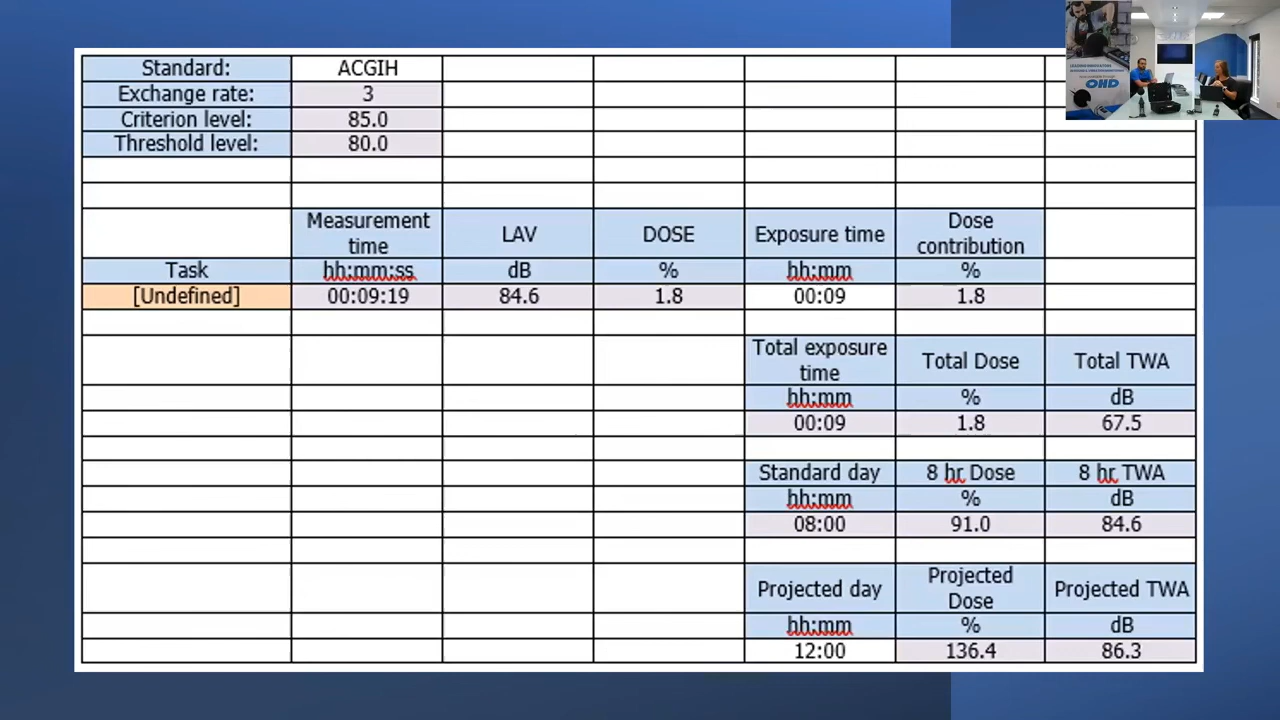 Standard: ACGIH
Exchange rate: 3
Criterion level: 85.0
Threshold level: 80.0
Measurement time LAV DOSE Exposure time Dose contribution
Task hh:mm:ss dB % hh:mm %
[Undefined] 00:09:19 84.6 1.8 00:09 1.8
Total exposure time Total Dose Total TWA
hh:mm % dB
00:09 1.8 67.5
Standard day 8 hr Dose 8 hr TWA
hh:mm % dB
08:00 91.0 84.6
Projected day Projected Dose Projected TWA
hh:mm % dB
12:00 136.4 86.3
OHD